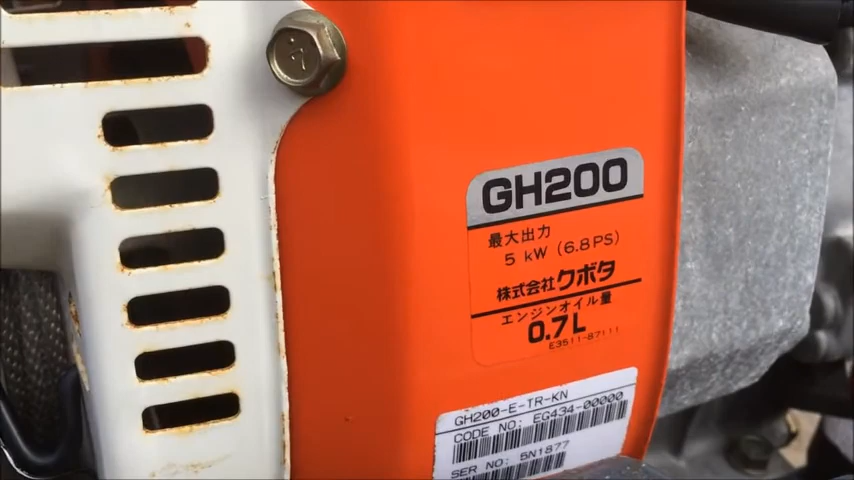 7
GH200
最大出力
5 kW (6.8PS)
株式会社クボタ
エンジンオイル量
0.7L
E3511-87111
GH200-E-TR-KN
CODE NO. EG434-00000
SER NO. 5N1877